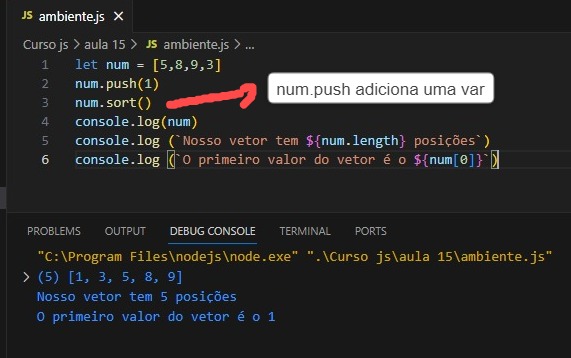 JS ambiente.js ×
Curso js > aula 15 > JS ambiente.js > ...
1 let num = [5,8,9,3]
2 num.push(1)
3 num.sort()
num.push adiciona uma var
4 console.log(num)
5 console.log (`Nosso vetor tem ${num.length} posições`)
6 console.log (`O primeiro valor do vetor é o ${num[0]}`)
PROBLEMS OUTPUT DEBUG CONSOLE TERMINAL PORTS
"C:\Program Files\nodejs\node.exe" ".\Curso js\aula 15\ambiente.js"
> (5) [1, 3, 5, 8, 9]
Nosso vetor tem 5 posições
O primeiro valor do vetor é o 1